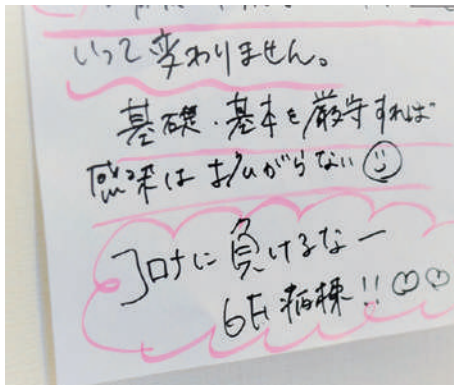 いって変わりません。
基礎・基本を厳守すれば
感染は拡がらない
コロナに負けるなー
6F病棟!!